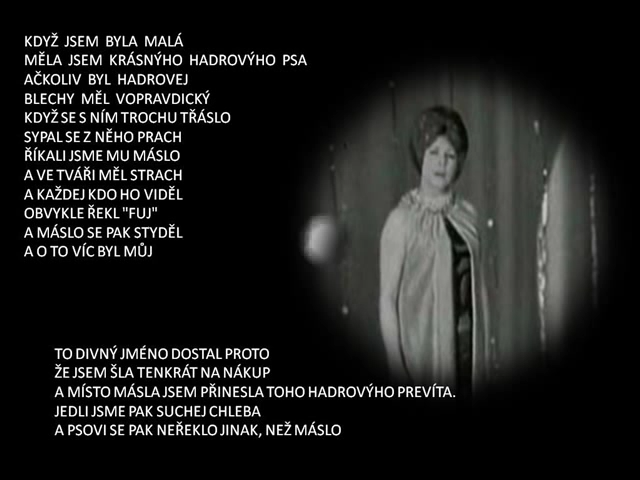 KDYŽ JSEM BYLA MALÁ
MĚLA JSEM KRÁSNÝHO HADROVÝHO PSA
AČKOLIV BYL HADROVEJ
BLECHY MĚL VOPRAVDICKÝ
KDYŽ SE S NÍM TROCHU TŘÁSLO
SYPAL SE Z NĚHO PRACH
ŘÍKALI JSME MU MÁSLO
A VE TVÁŘI MĚL STRACH
A KAŽDEJ KDO HO VIDĚL
OBVYKLE ŘEKL "FUJ"
A MÁSLO SE PAK STYDĚL
A O TO VÍC BYL MŮJ
TO DIVNÝ JMÉNO DOSTAL PROTO
ŽE JSEM ŠLA TENKRÁT NA NÁKUP
A MÍSTO MÁSLA JSEM PŘINESLA TOHO HADROVÝHO PREVÍTA.
JEDLI JSME PAK SUCHEJ CHLEBA
A PSOVI SE PAK NEŘEKLO JINAK, NEŽ MÁSLO